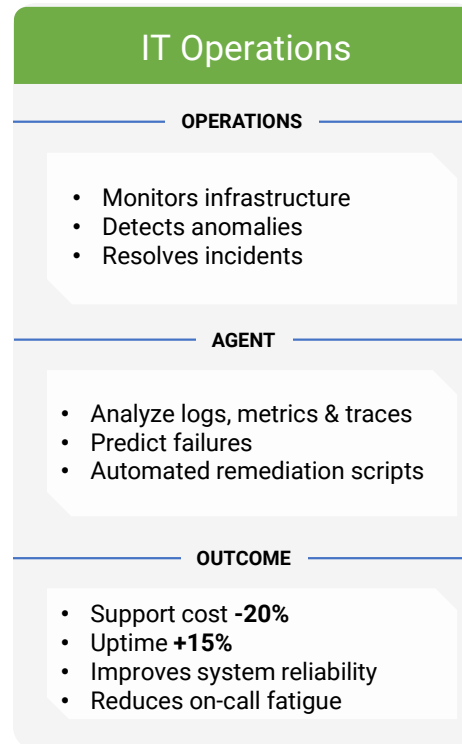 IT Operations
OPERATIONS
• Monitors infrastructure
• Detects anomalies
• Resolves incidents
AGENT
• Analyze logs, metrics & traces
• Predict failures
• Automated remediation scripts
OUTCOME
• Support cost -20%
• Uptime +15%
• Improves system reliability
• Reduces on-call fatigue